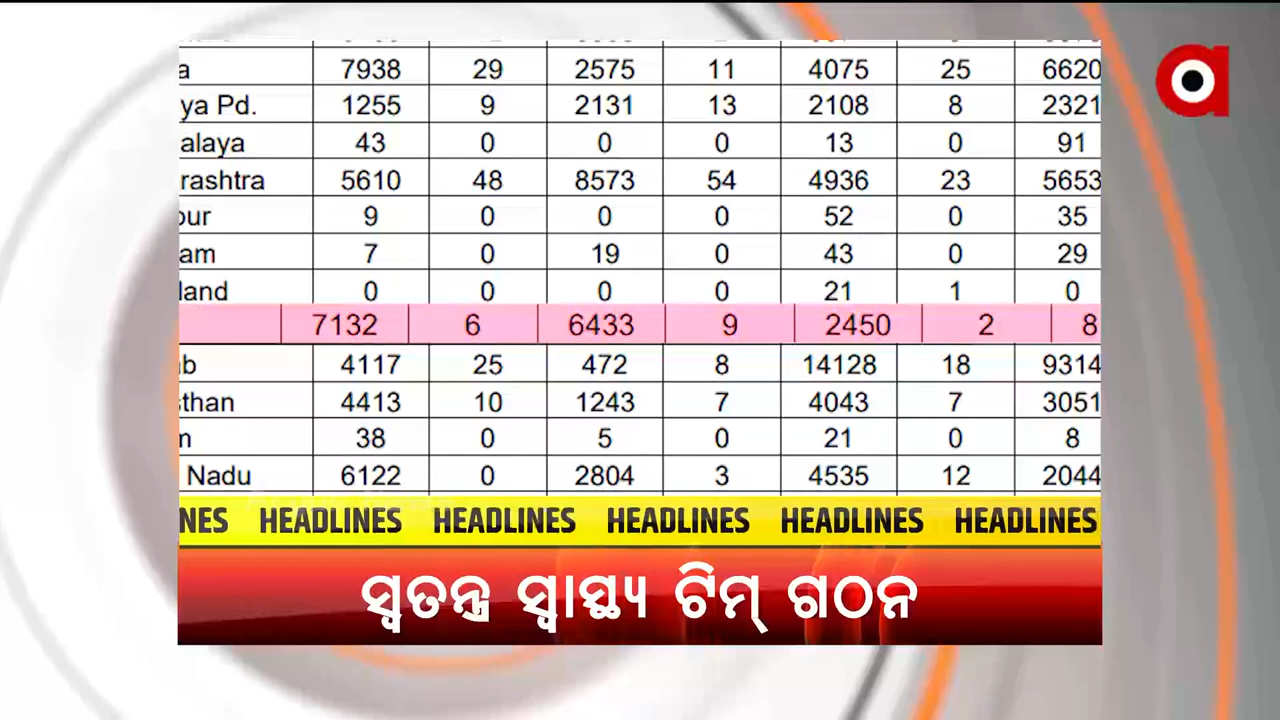 a 7938 29 2575 11 4075 25 6620
ya Pd. 1255 9 2131 13 2108 8 2321
alaya 43 0 0 0 13 0 91
rashtra 5610 48 8573 54 4936 23 5653
our 9 0 0 0 52 0 35
am 7 0 19 0 43 0 29
land 0 0 0 0 21 1 0
7132 6 6433 9 2450 2 8
ab 4117 25 472 8 14128 18 9314
sthan 4413 10 1243 7 4043 7 3051
m 38 0 5 0 21 0 8
Nadu 6122 0 2804 3 4535 12 2044
NES HEADLINES HEADLINES HEADLINES HEADLINES HEADLINES
ସ୍ୱତନ୍ତ୍ର ସ୍ୱାସ୍ଥ୍ୟ ଟିମ୍ ଗଠନ